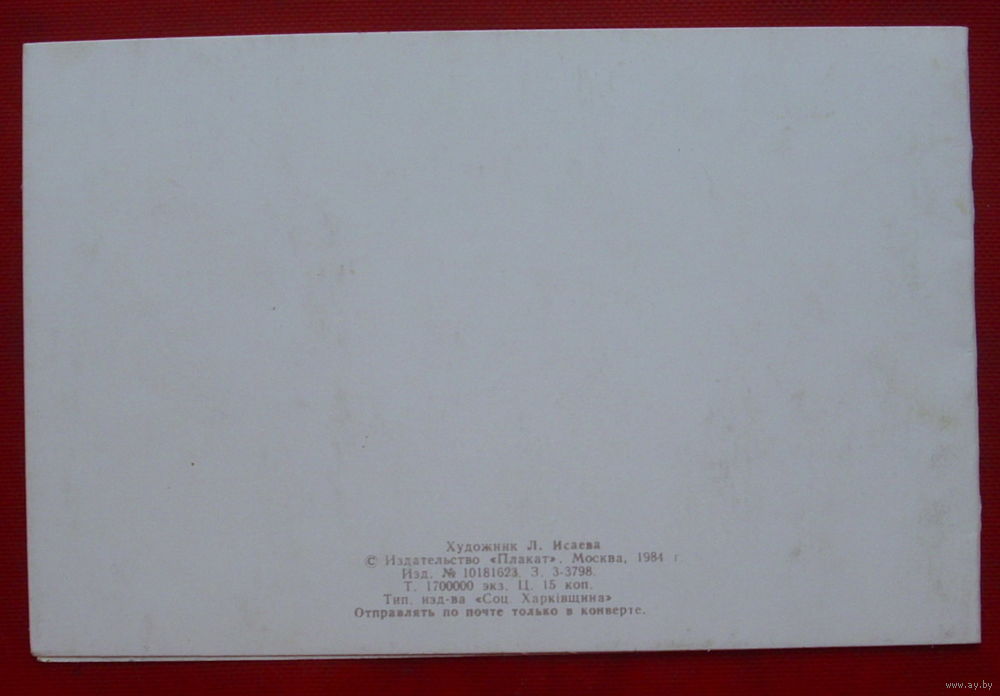 Художник Л. Исаева
© Издательство «Плакат». Москва, 1984 г.
Изд. № 10181623. З. 3-3798.
Т. 1700000 экз. Ц. 15 коп.
Тип. изд-ва «Соц. Харківщина»
Отправлять по почте только в конверте.
www.ay.by